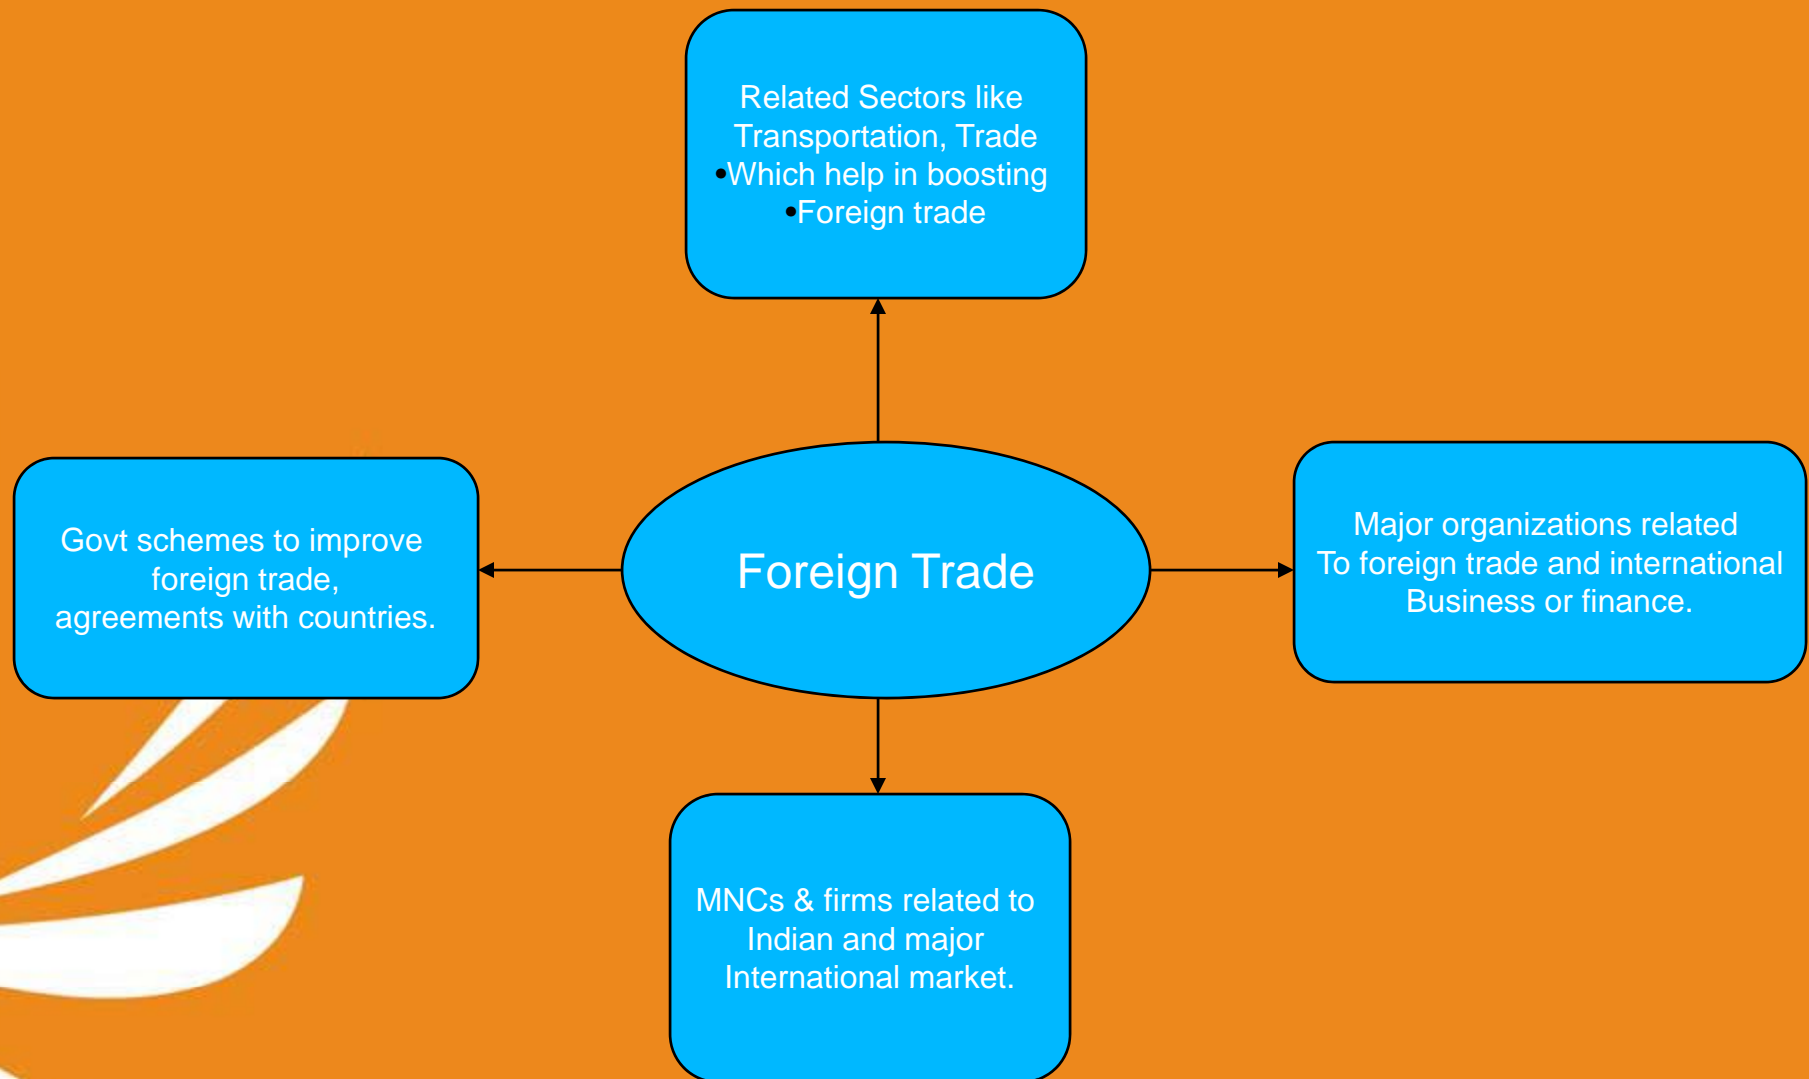 Related Sectors like
Transportation, Trade
•Which help in boosting
•Foreign trade
Govt schemes to improve
foreign trade,
agreements with countries.
Foreign Trade
Major organizations related
To foreign trade and international
Business or finance.
MNCs & firms related to
Indian and major
International market.